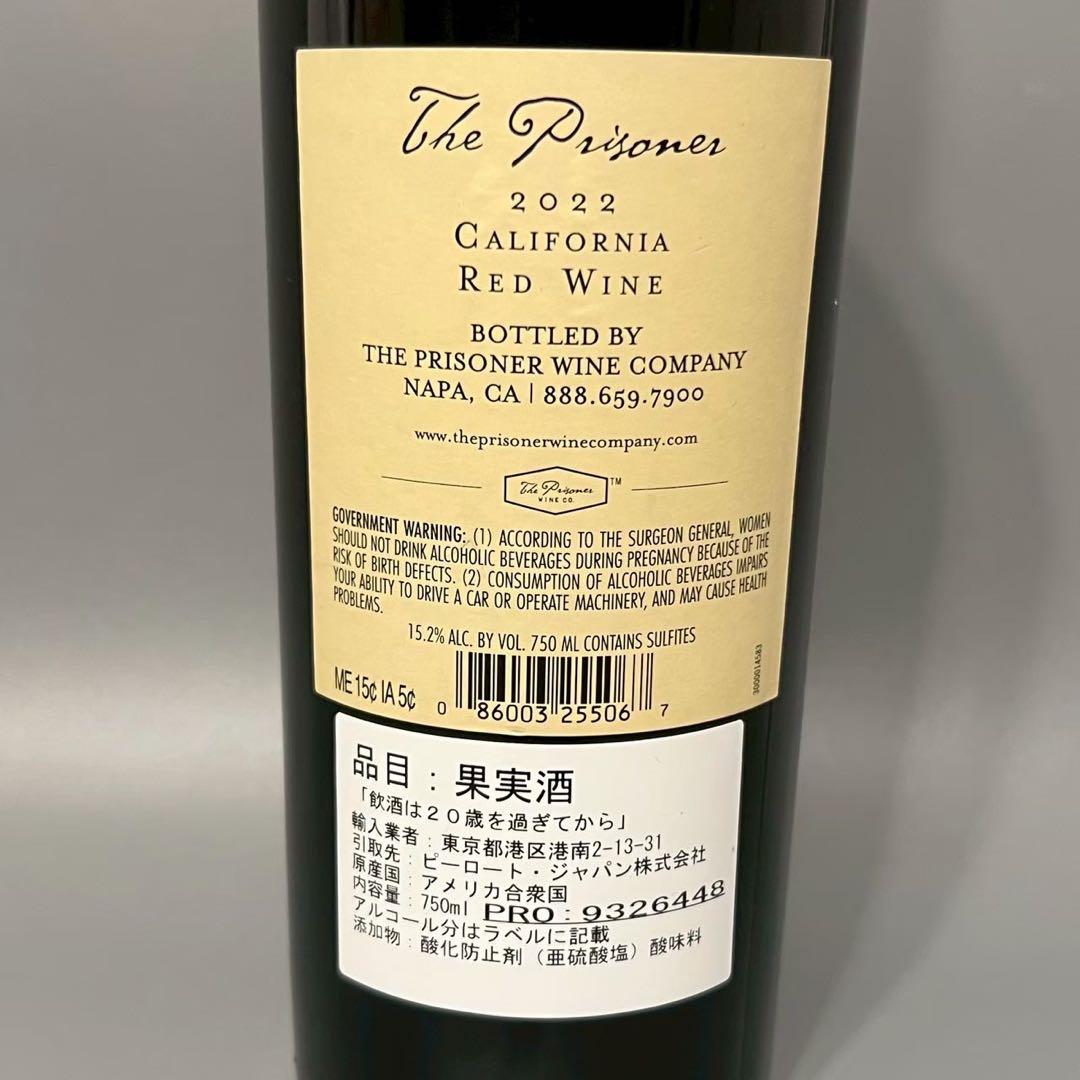 The Prisoner
2022
CALIFORNIA
RED WINE
BOTTLED BY
THE PRISONER WINE COMPANY
NAPA, CA | 888.659.7900
www.theprisonerwinecompany.com
The Prisoner™
WINE CO.
GOVERNMENT WARNING: (1) ACCORDING TO THE SURGEON GENERAL, WOMEN
SHOULD NOT DRINK ALCOHOLIC BEVERAGES DURING PREGNANCY BECAUSE OF THE
RISK OF BIRTH DEFECTS. (2) CONSUMPTION OF ALCOHOLIC BEVERAGES IMPAIRS
YOUR ABILITY TO DRIVE A CAR OR OPERATE MACHINERY, AND MAY CAUSE HEALTH
PROBLEMS.
15.2% ALC. BY VOL. 750 ML CONTAINS SULFITES
ME 15¢ IA 5¢
0 86003 25506 7
3000014583
品目：果実酒
「飲酒は２０歳を過ぎてから」
輸入業者：東京都港区港南2-13-31
引取先：ピーロート・ジャパン株式会社
原産国：アメリカ合衆国
内容量：750ml PRO：9326448
アルコール分はラベルに記載
添加物：酸化防止剤（亜硫酸塩）酸味料